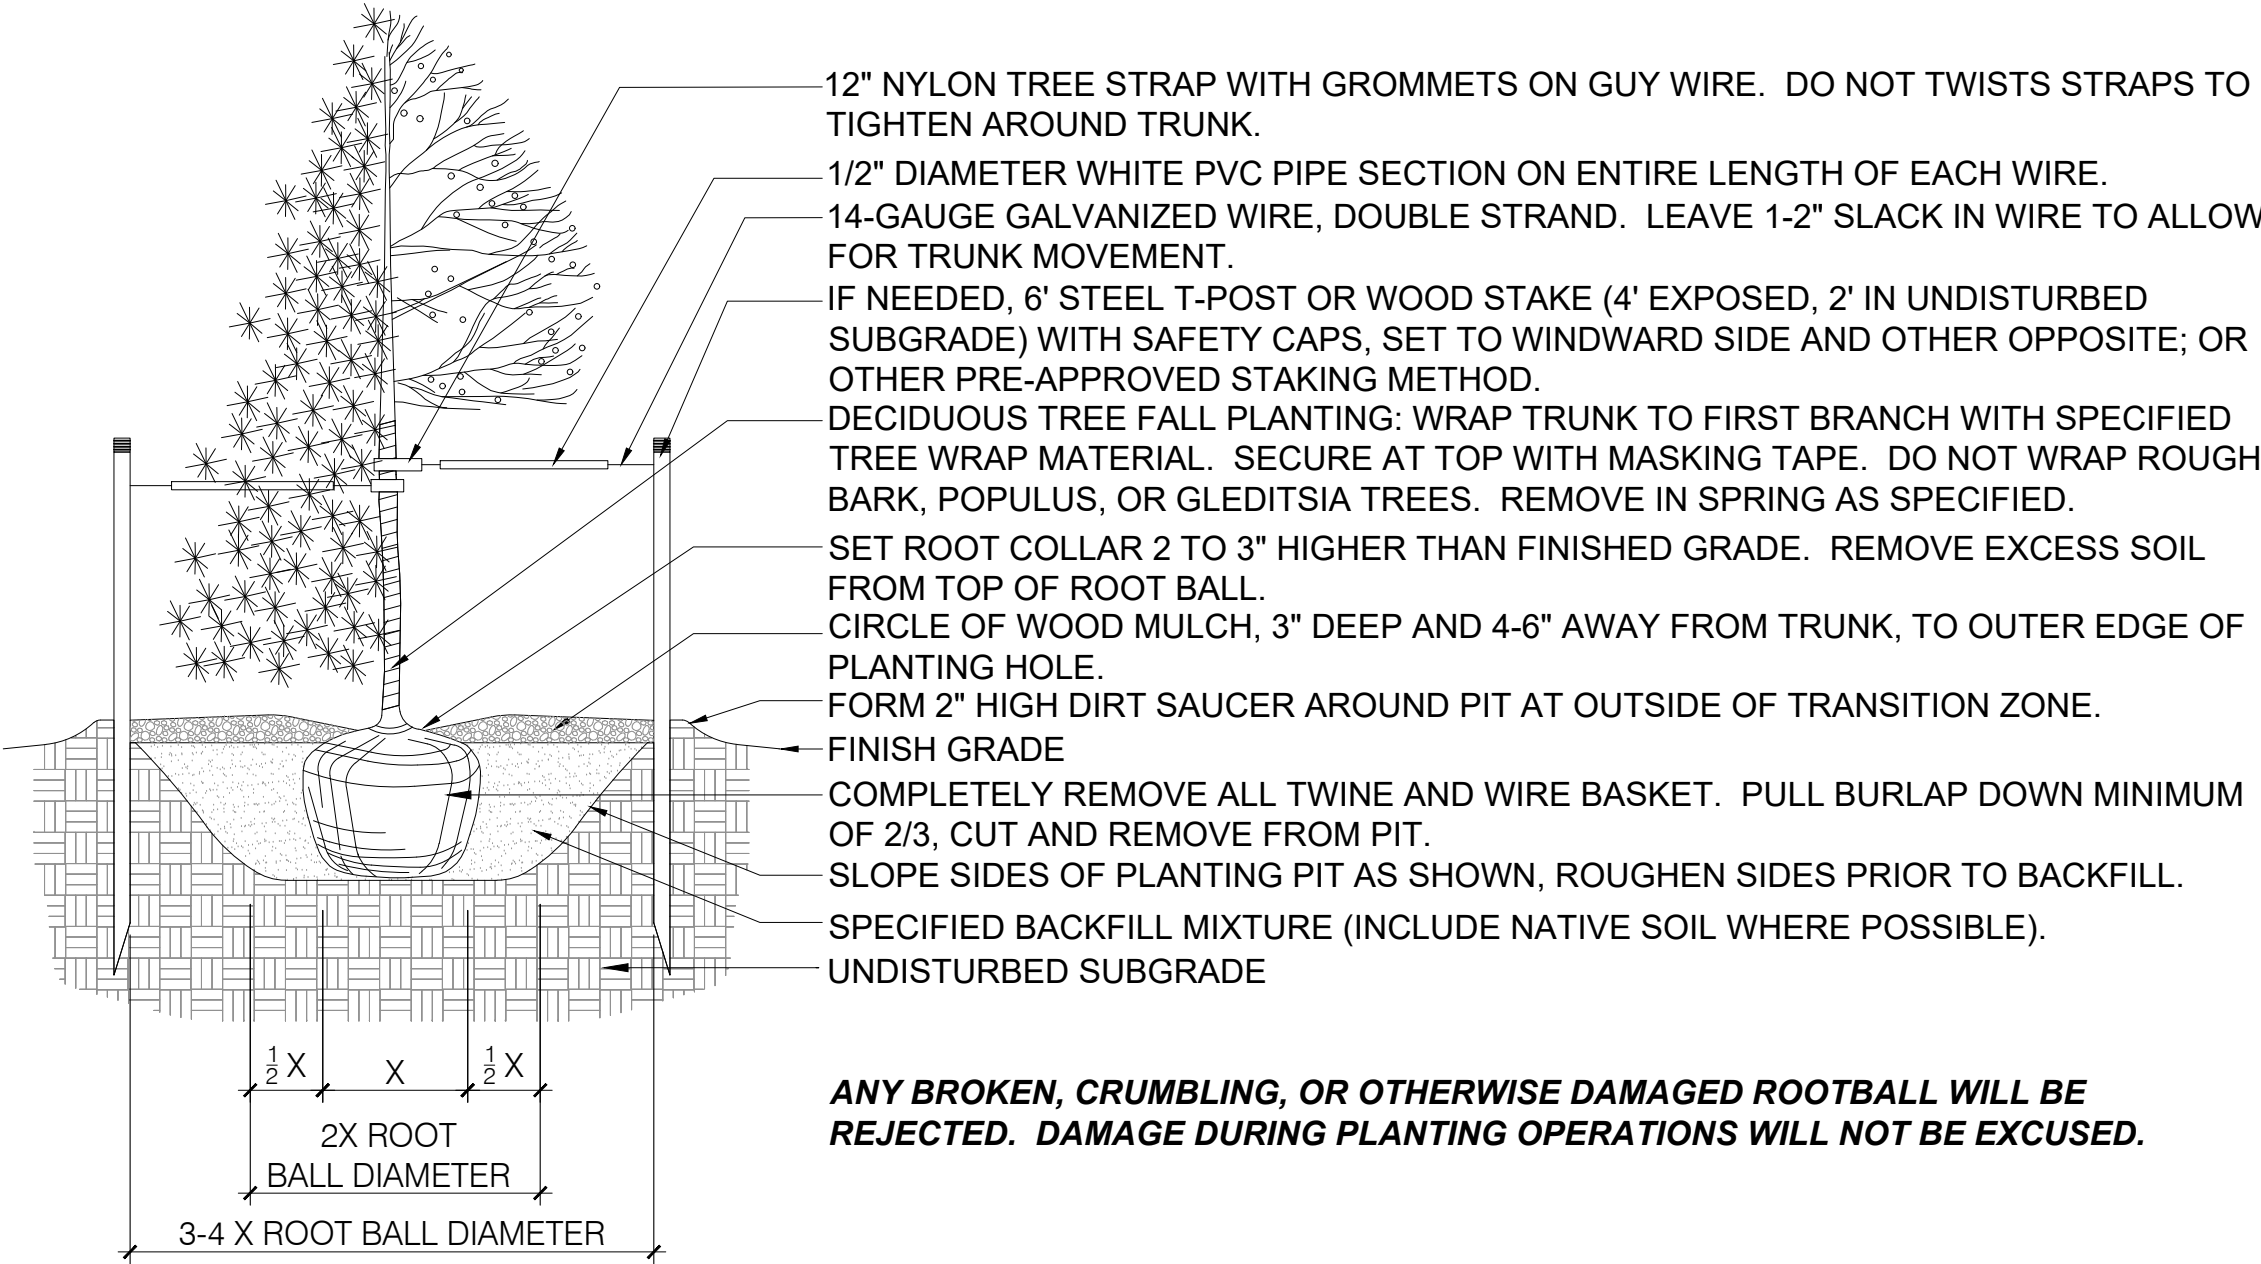 12" NYLON TREE STRAP WITH GROMMETS ON GUY WIRE.  DO NOT TWISTS STRAPS TO
TIGHTEN AROUND TRUNK.
1/2" DIAMETER WHITE PVC PIPE SECTION ON ENTIRE LENGTH OF EACH WIRE.
14-GAUGE GALVANIZED WIRE, DOUBLE STRAND.  LEAVE 1-2" SLACK IN WIRE TO ALLOW
FOR TRUNK MOVEMENT.
IF NEEDED, 6' STEEL T-POST OR WOOD STAKE (4' EXPOSED, 2' IN UNDISTURBED
SUBGRADE) WITH SAFETY CAPS, SET TO WINDWARD SIDE AND OTHER OPPOSITE; OR
OTHER PRE-APPROVED STAKING METHOD.
DECIDUOUS TREE FALL PLANTING: WRAP TRUNK TO FIRST BRANCH WITH SPECIFIED
TREE WRAP MATERIAL.  SECURE AT TOP WITH MASKING TAPE.  DO NOT WRAP ROUGH
BARK, POPULUS, OR GLEDITSIA TREES.  REMOVE IN SPRING AS SPECIFIED.
SET ROOT COLLAR 2 TO 3" HIGHER THAN FINISHED GRADE.  REMOVE EXCESS SOIL
FROM TOP OF ROOT BALL.
CIRCLE OF WOOD MULCH, 3" DEEP AND 4-6" AWAY FROM TRUNK, TO OUTER EDGE OF
PLANTING HOLE.
FORM 2" HIGH DIRT SAUCER AROUND PIT AT OUTSIDE OF TRANSITION ZONE.
FINISH GRADE
COMPLETELY REMOVE ALL TWINE AND WIRE BASKET.  PULL BURLAP DOWN MINIMUM
OF 2/3, CUT AND REMOVE FROM PIT.
SLOPE SIDES OF PLANTING PIT AS SHOWN, ROUGHEN SIDES PRIOR TO BACKFILL.
SPECIFIED BACKFILL MIXTURE (INCLUDE NATIVE SOIL WHERE POSSIBLE).
UNDISTURBED SUBGRADE
½ X X ½ X
2X ROOT
BALL DIAMETER
3-4 X ROOT BALL DIAMETER
ANY BROKEN, CRUMBLING, OR OTHERWISE DAMAGED ROOTBALL WILL BE
REJECTED.  DAMAGE DURING PLANTING OPERATIONS WILL NOT BE EXCUSED.